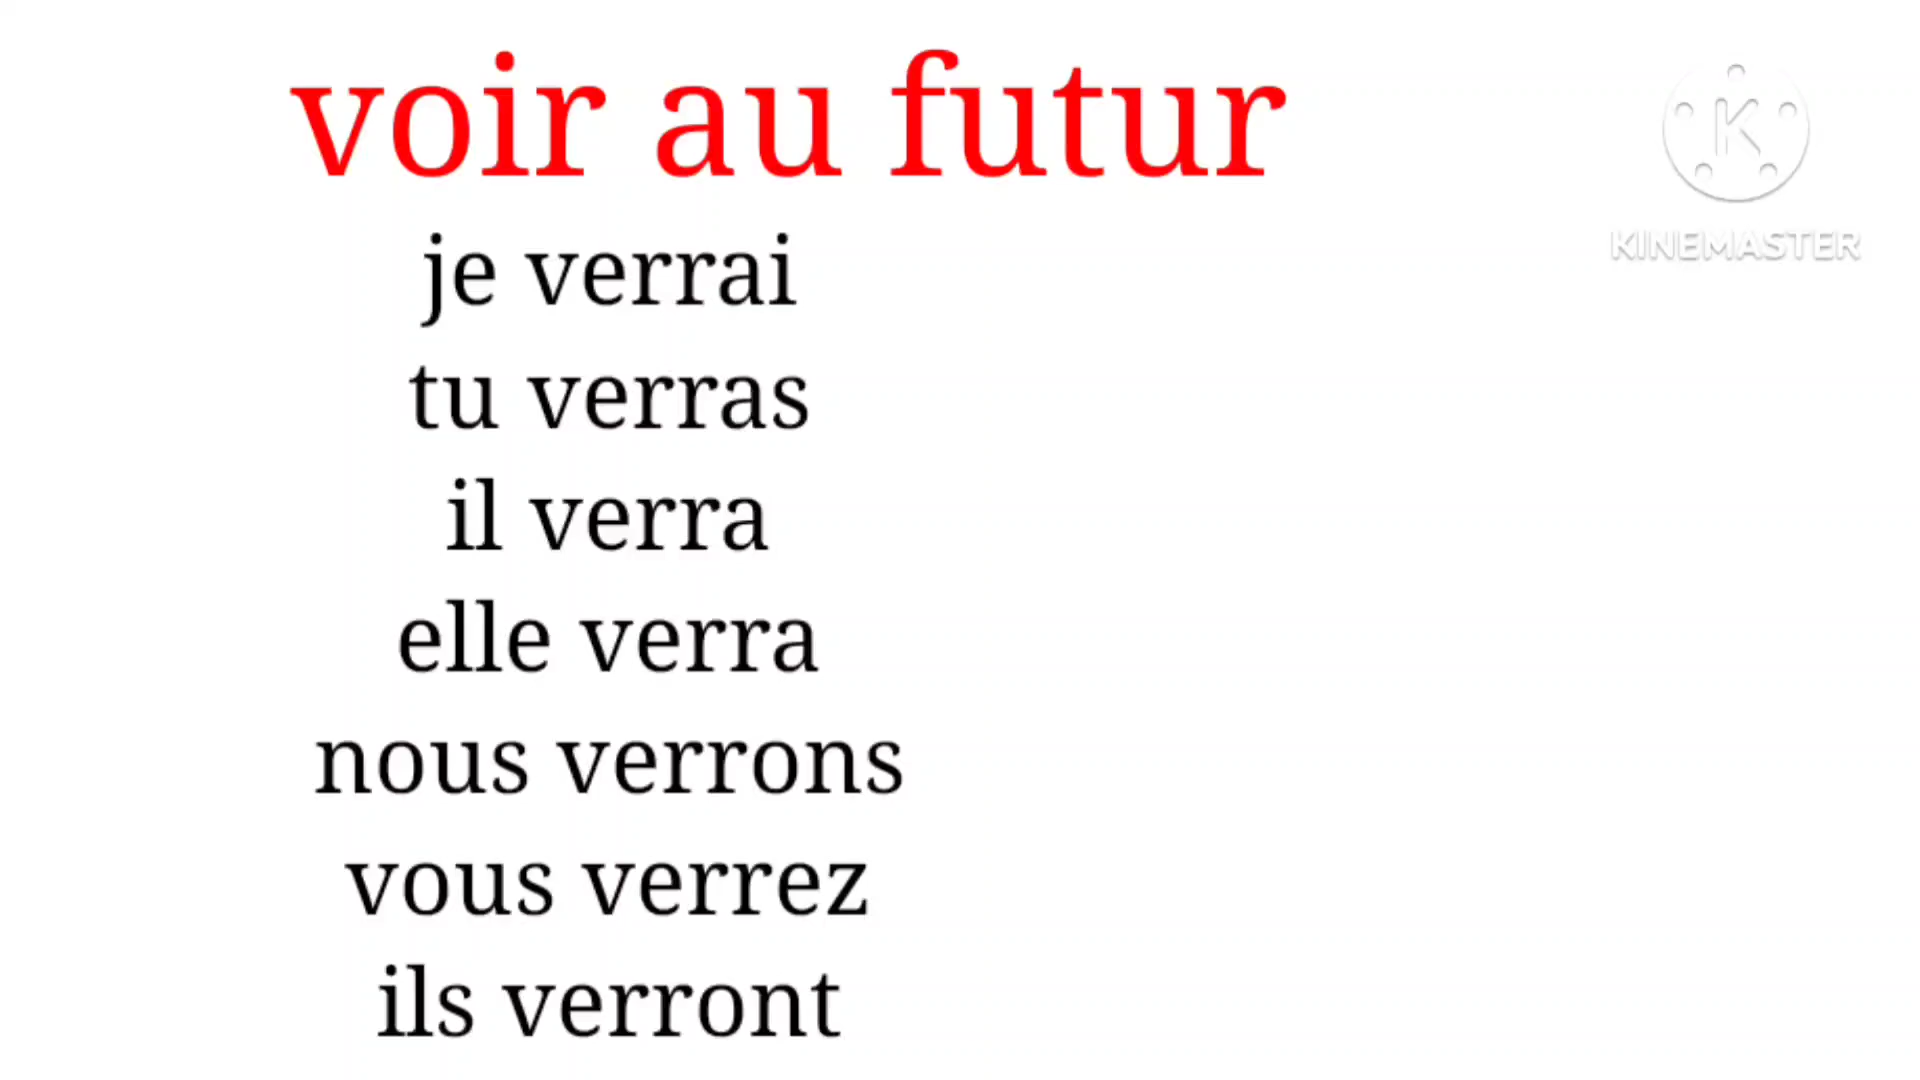 voir au futur
K
KINEMASTER
je verrai
tu verras
il verra
elle verra
nous verrons
vous verrez
ils verront